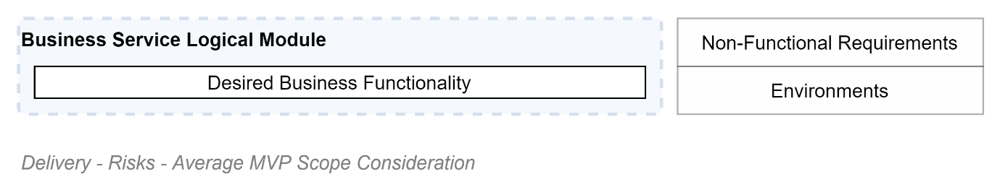 Business Service Logical Module
Desired Business Functionality
Non-Functional Requirements
Environments
Delivery - Risks - Average MVP Scope Consideration